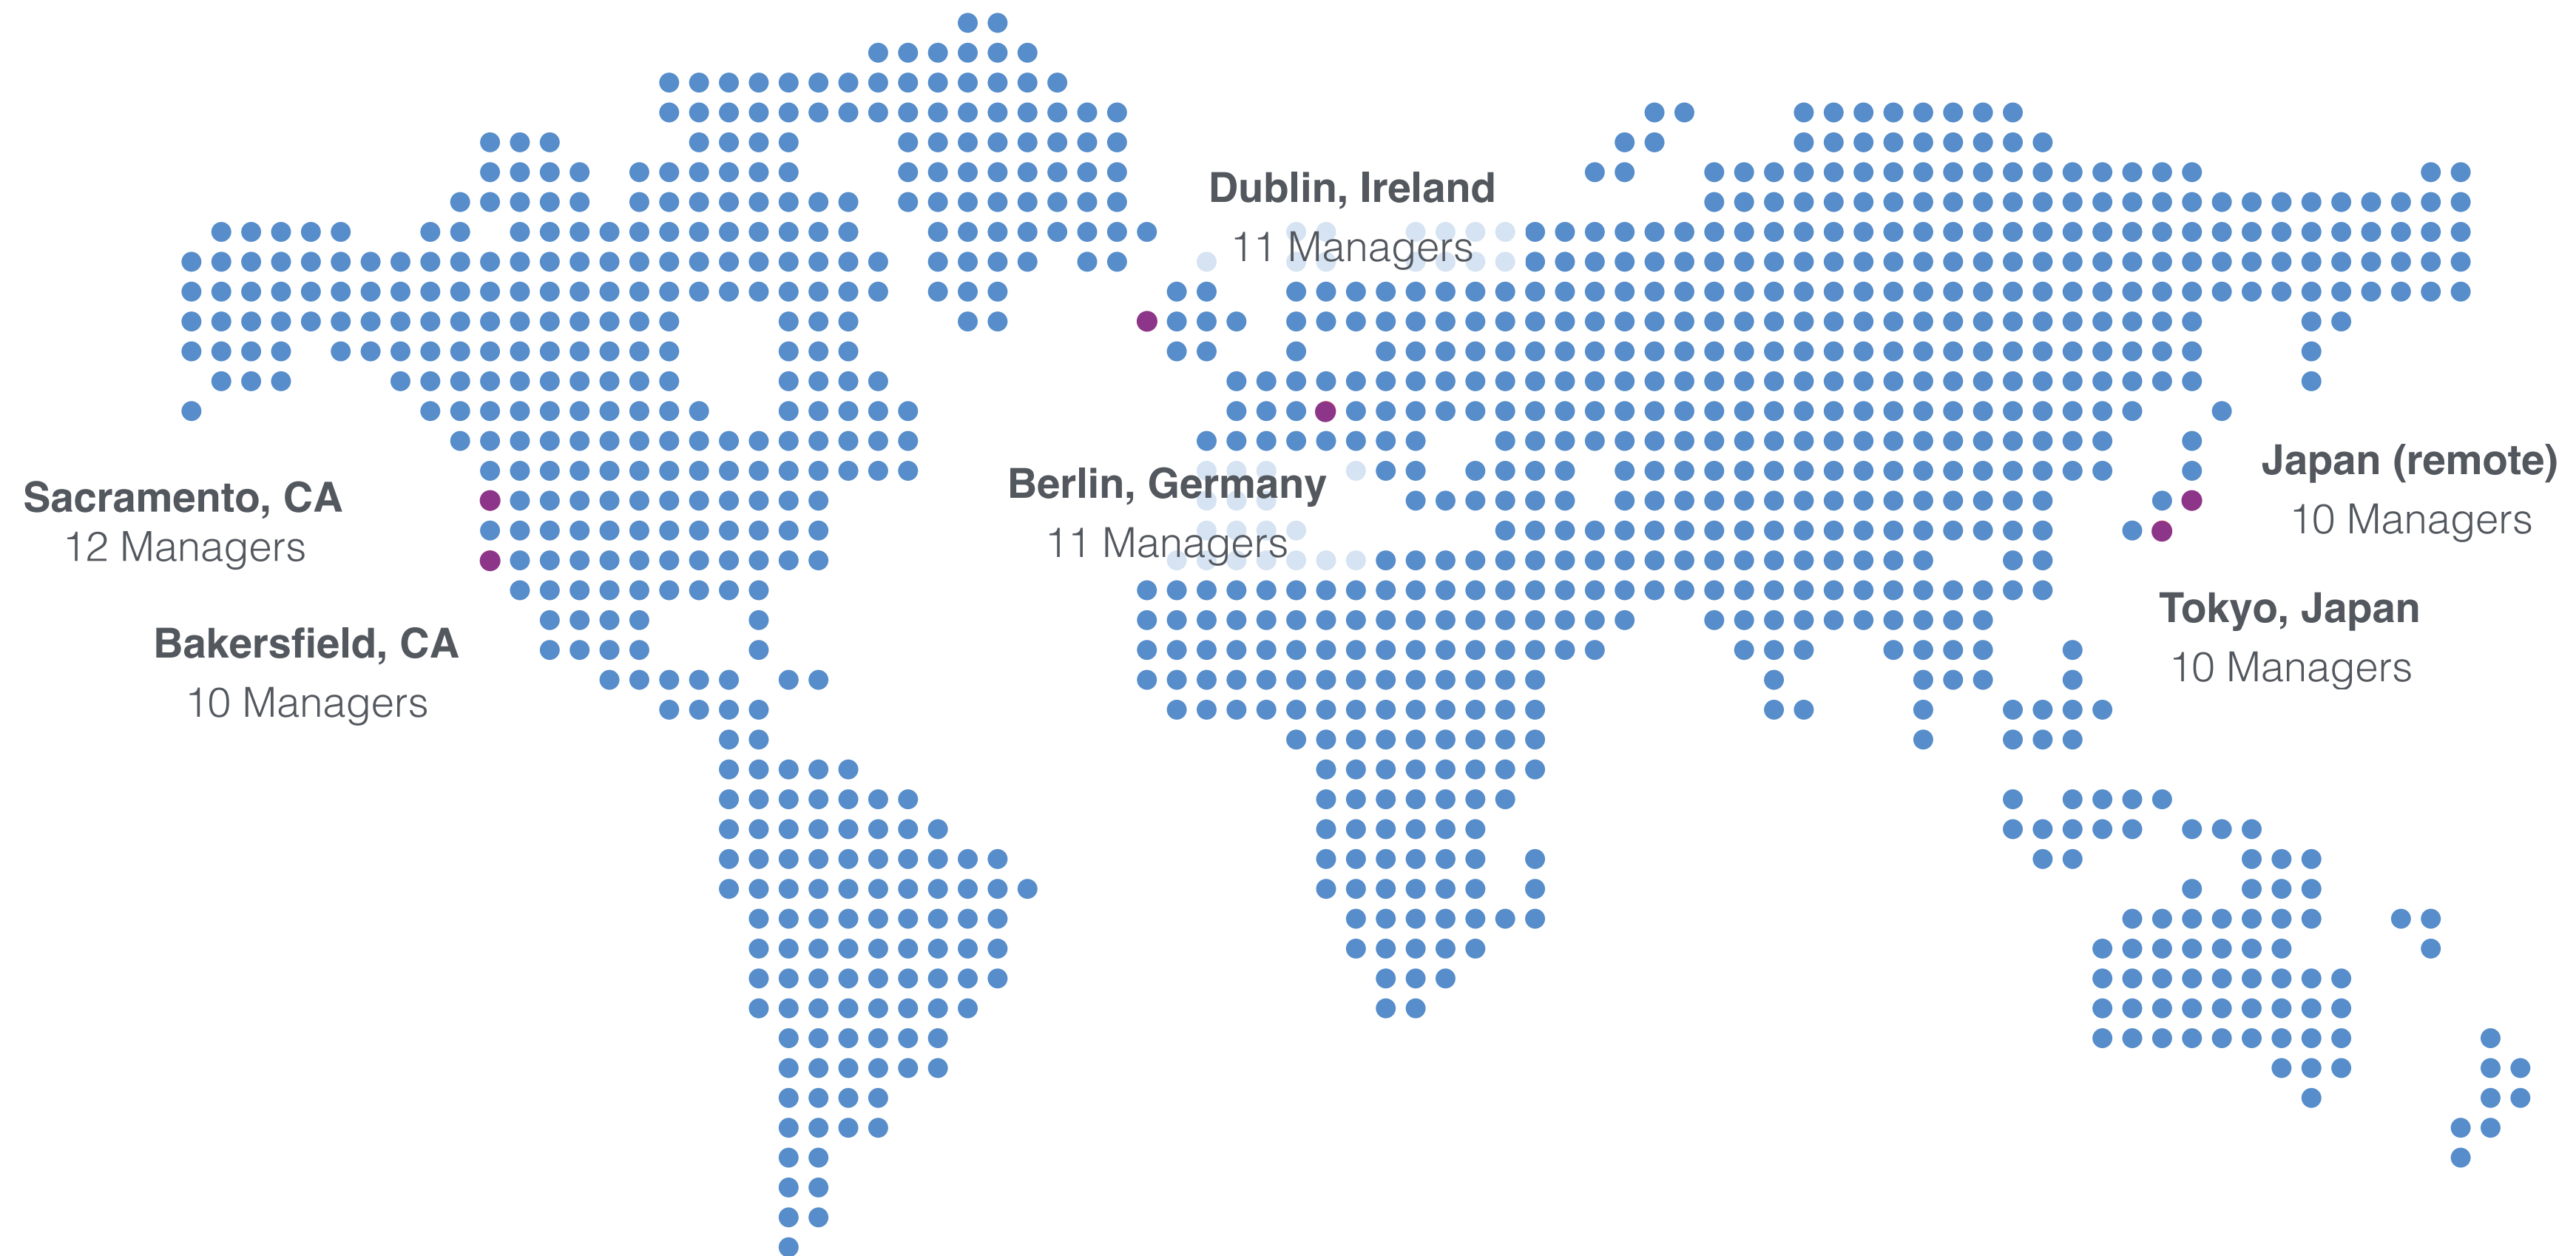 Dublin, Ireland
11 Managers
Sacramento, CA
12 Managers
Berlin, Germany
11 Managers
Japan (remote)
10 Managers
Bakersfield, CA
10 Managers
Tokyo, Japan
10 Managers